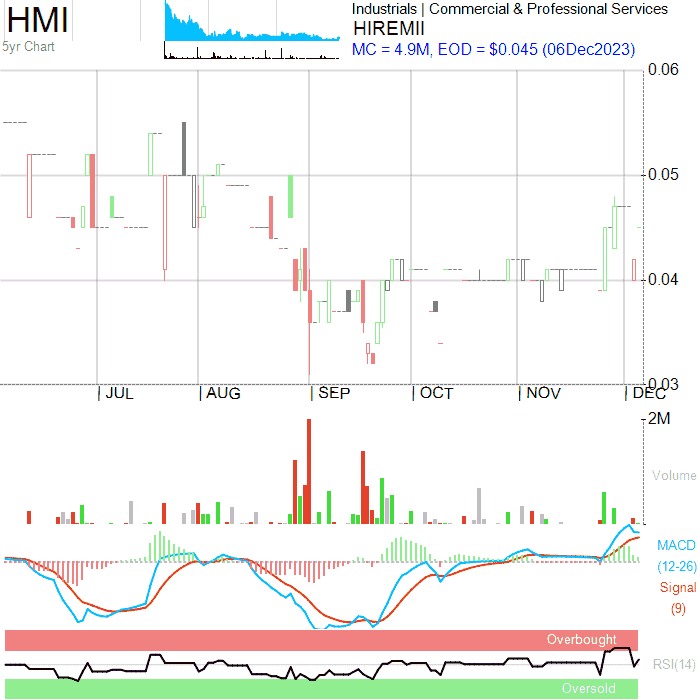 HMI
5yr Chart
Industrials | Commercial & Professional Services
HIREMII
MC = 4.9M, EOD = $0.045 (06Dec2023)
0.06
0.05
0.04
0.03
JUL
AUG
SEP
OCT
NOV
DEC
2M
Volume
MACD
(12-26)
Signal
(9)
Overbought
RSI(14)
Oversold